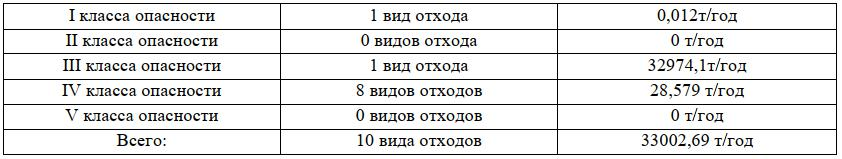 I класса опасности 1 вид отхода 0,012т/год
II класса опасности 0 видов отхода 0 т/год
III класса опасности 1 вид отхода 32974,1т/год
IV класса опасности 8 видов отходов 28,579 т/год
V класса опасности 0 видов отходов 0 т/год
Всего: 10 вида отходов 33002,69 т/год